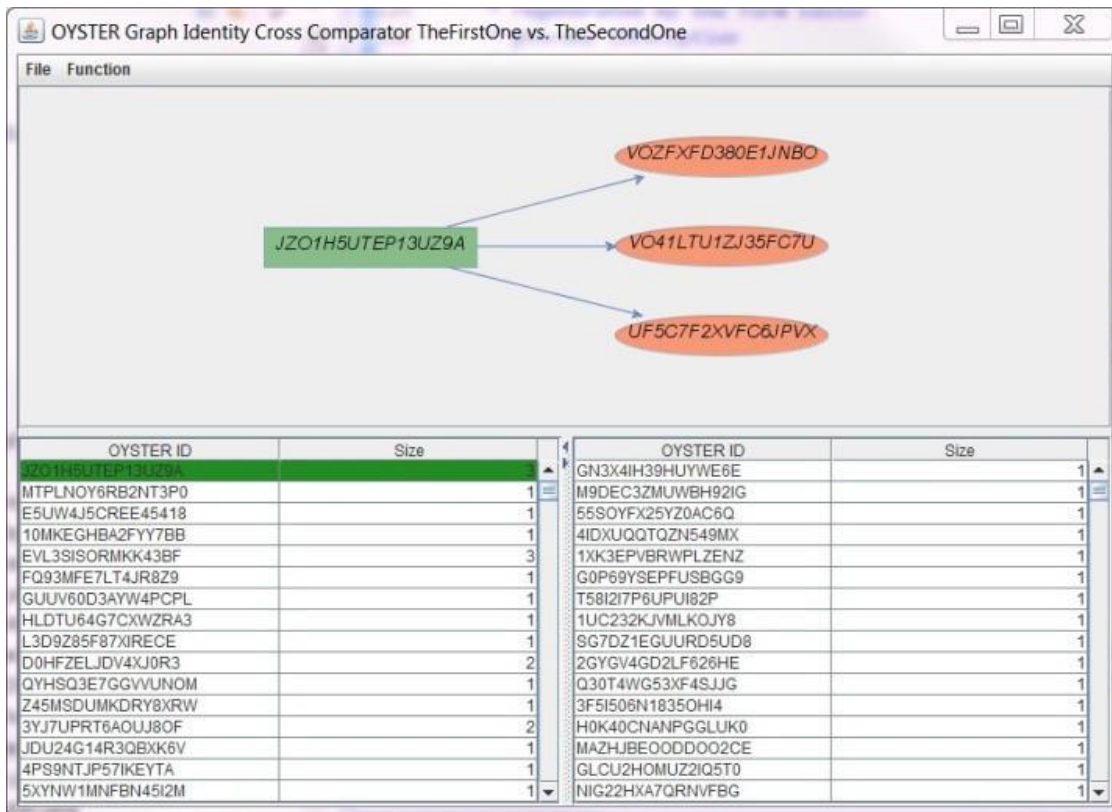 OYSTER Graph Identity Cross Comparator TheFirstOne vs. TheSecondOne
File Function
VOZFXFD380E1JNBO
JZO1H5UTEP13UZ9A
VO41LTU1ZJ35FC7U
UF5C7F2XVFC6JPVX
OYSTER ID Size
JZO1H5UTEP13UZ9A 3
MTPLNOY6RB2NT3P0 1
E5UW4J5CREE45418 1
10MKEGHBA2FYY7BB 1
EVL3SISORMKK43BF 3
FQ93MFE7LT4JR8Z9 1
GUUV60D3AYW4PCPL 1
HLDTU64G7CXWZRA3 1
L3D9Z85F87XIRECE 1
D0HFZELJDV4XJ0R3 2
QYHSQ3E7GGVVUNOM 1
Z45MSDUMKDRY8XRW 1
3YJ7UPRT6AOUJ8OF 2
JDU24G14R3QBXK6V 1
4PS9NTJP57IKEYTA 1
5XYNW1MNFBN45I2M 1
OYSTER ID Size
GN3X4IH39HUYWE6E 1
M9DEC3ZMUWBH92IG 1
55SOYFX25YZ0AC6Q 1
4IDXUQQTQZN549MX 1
1XK3EPVBRWPLZENZ 1
G0P69YSEPFUSBGG9 1
T58I2I7P6UPUI82P 1
1UC232KJVMLKOJY8 1
SG7DZ1EGUURD5UD8 1
2GYGV4GD2LF626HE 1
Q30T4WG53XF4SJJG 1
3F5I506N1835OHI4 1
H0K40CNANPGGLUK0 1
MAZHJBEOODDOO2CE 1
GLCU2HOMUZ2IQ5T0 1
NIG22HXA7QRNVFBG 1